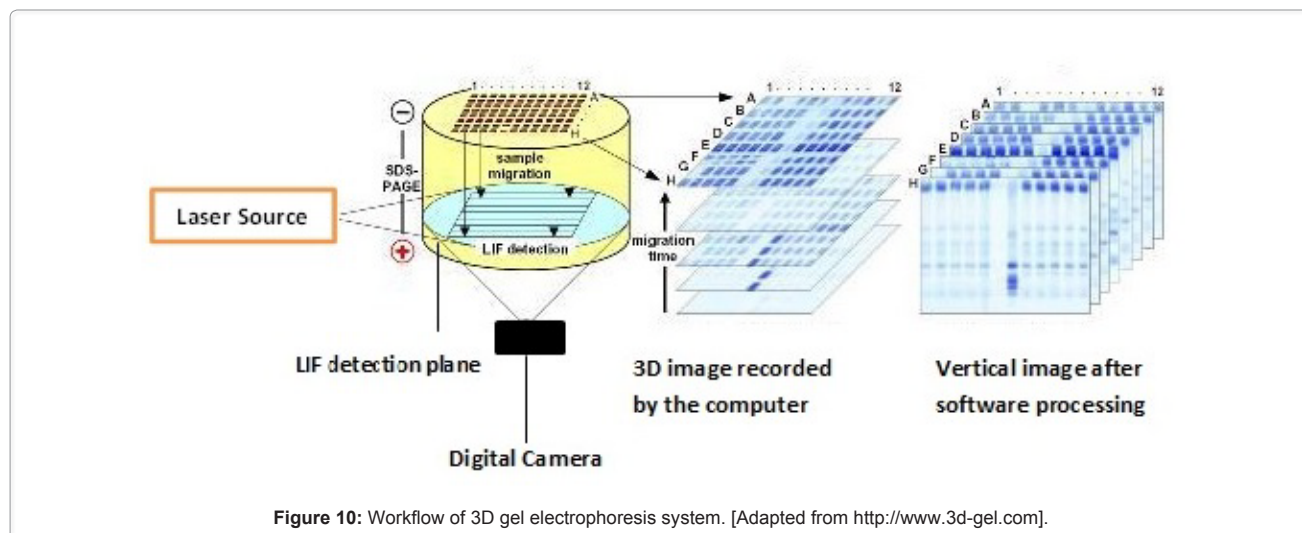 1 . . . . . . . . 12
A
H
−
SDS-
PAGE
+
sample
migration
LIF detection
Laser Source
LIF detection plane
Digital Camera
1 . . . . . . . . 12
A
B
C
D
E
F
G
H
migration
time
3D image recorded
by the computer
1 . . . . . . . . 12
A
B
C
D
E
F
G
H
Vertical image after
software processing
Figure 10: Workflow of 3D gel electrophoresis system. [Adapted from http://www.3d-gel.com].